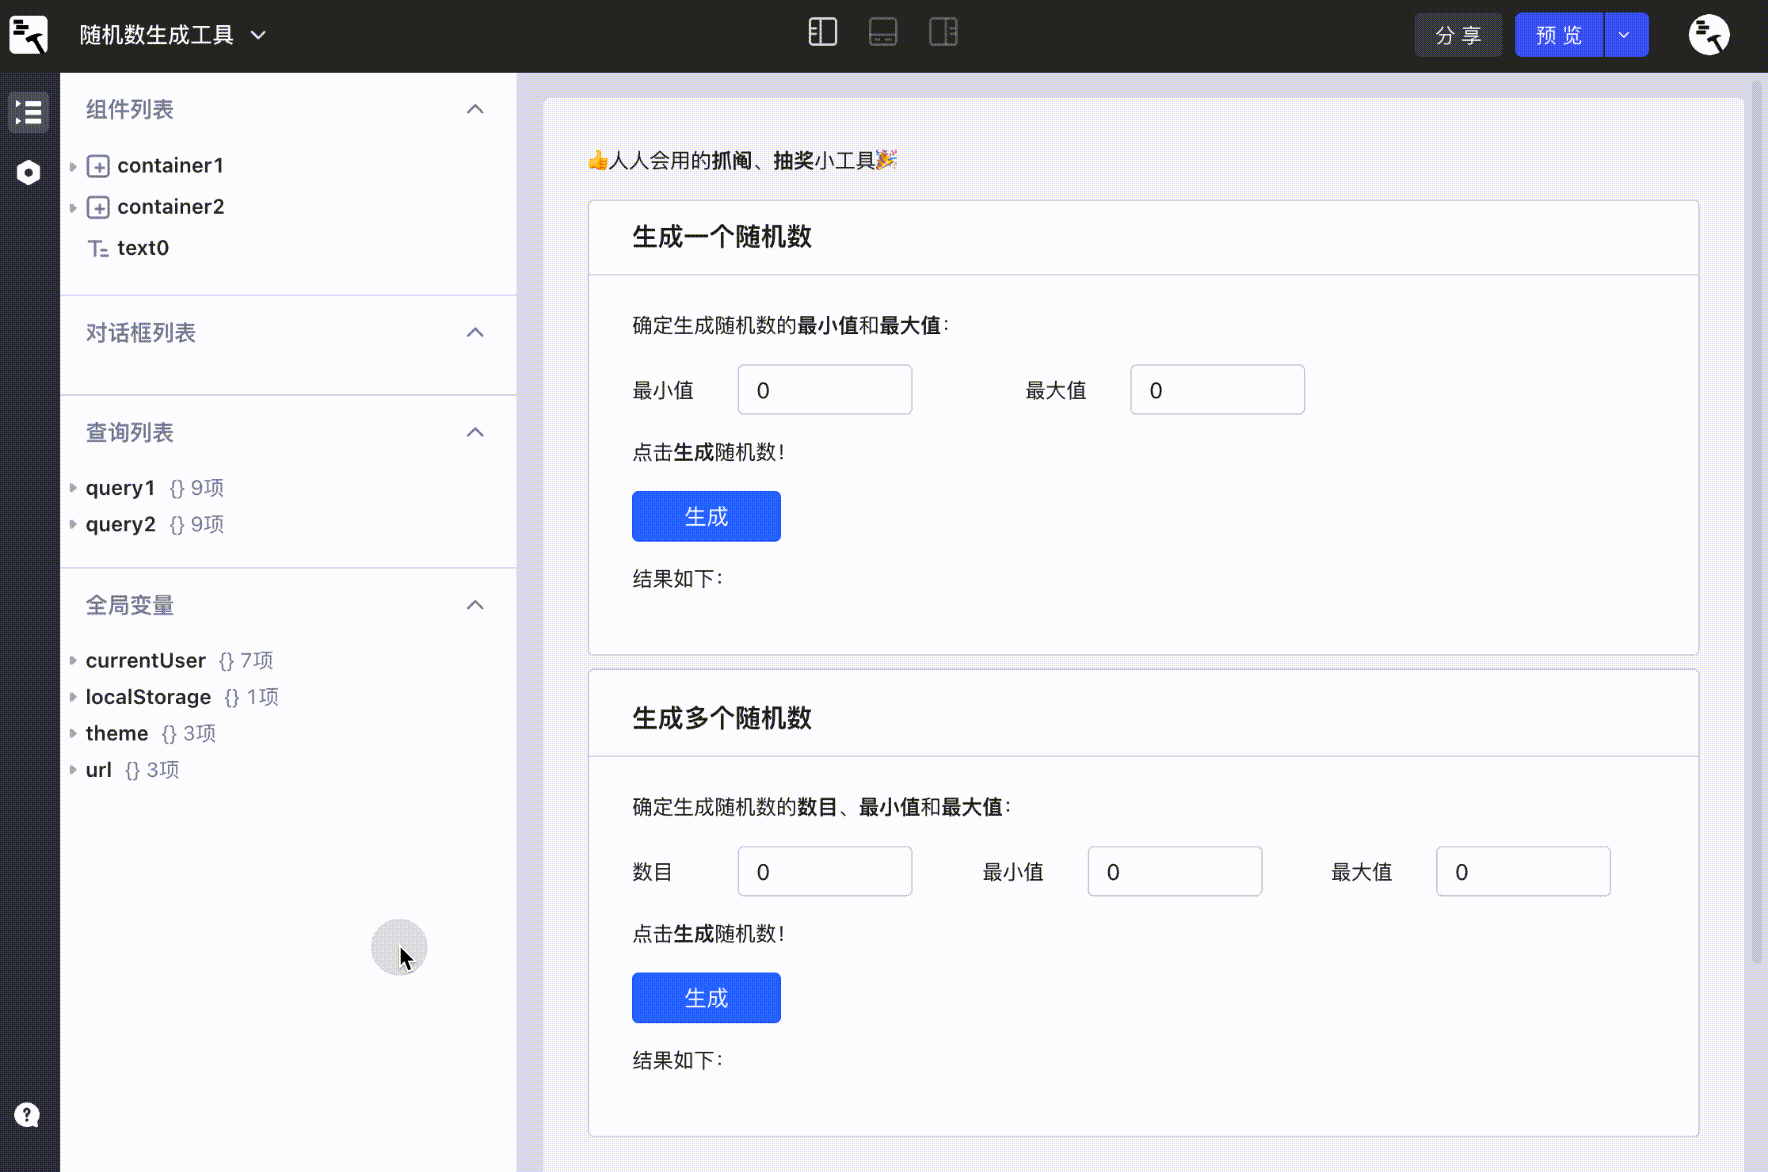 随机数生成工具
分享
预览
组件列表
container1
container2
text0
对话框列表
查询列表
query1 {} 9项
query2 {} 9项
全局变量
currentUser {} 7项
localStorage {} 1项
theme {} 3项
url {} 3项
👍人人会用的抓阄、抽奖小工具🎉
生成一个随机数
确定生成随机数的最小值和最大值：
最小值 0 最大值 0
点击生成随机数！
生成
结果如下：
生成多个随机数
确定生成随机数的数目、最小值和最大值：
数目 0 最小值 0 最大值 0
点击生成随机数！
生成
结果如下：